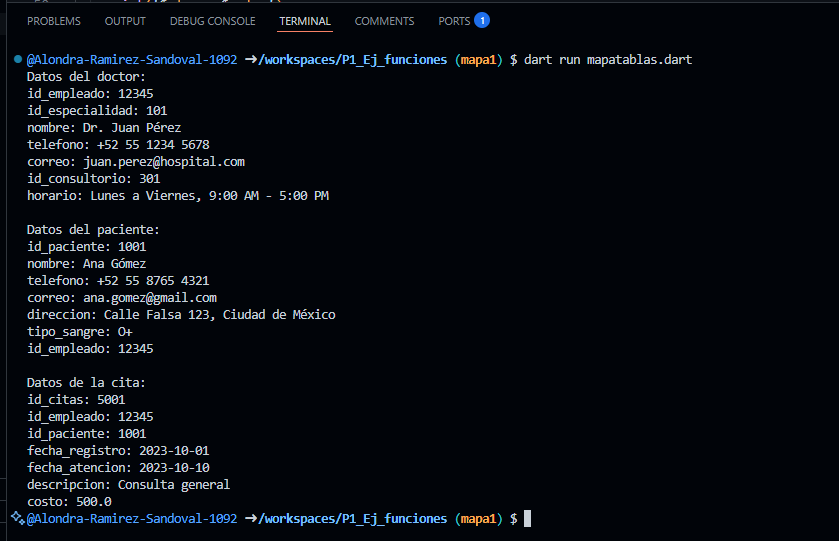 PROBLEMS OUTPUT DEBUG CONSOLE TERMINAL COMMENTS PORTS 1
@Alondra-Ramirez-Sandoval-1092 ➜/workspaces/P1_Ej_funciones (mapa1) $ dart run mapatablas.dart
Datos del doctor:
id_empleado: 12345
id_especialidad: 101
nombre: Dr. Juan Pérez
telefono: +52 55 1234 5678
correo: juan.perez@hospital.com
id_consultorio: 301
horario: Lunes a Viernes, 9:00 AM - 5:00 PM
Datos del paciente:
id_paciente: 1001
nombre: Ana Gómez
telefono: +52 55 8765 4321
correo: ana.gomez@gmail.com
direccion: Calle Falsa 123, Ciudad de México
tipo_sangre: O+
id_empleado: 12345
Datos de la cita:
id_citas: 5001
id_empleado: 12345
id_paciente: 1001
fecha_registro: 2023-10-01
fecha_atencion: 2023-10-10
descripcion: Consulta general
costo: 500.0
@Alondra-Ramirez-Sandoval-1092 ➜/workspaces/P1_Ej_funciones (mapa1) $